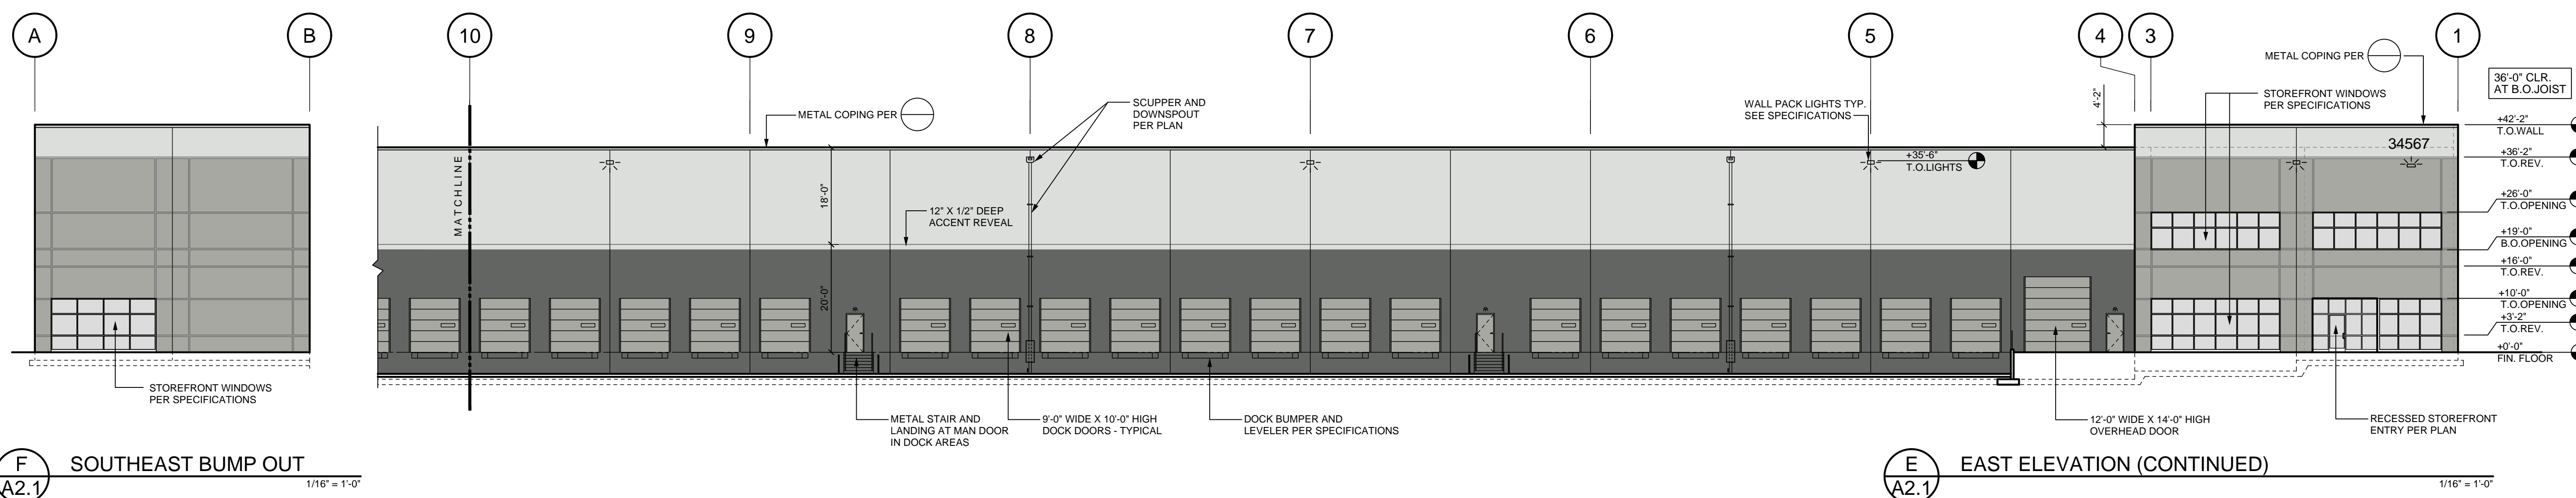 A
B
10
9
8
7
6
5
4
3
1
METAL COPING PER
36'-0" CLR.
AT B.O.JOIST
STOREFRONT WINDOWS
PER SPECIFICATIONS
4'-2"
SCUPPER AND
DOWNSPOUT
PER PLAN
WALL PACK LIGHTS TYP.
SEE SPECIFICATIONS
METAL COPING PER
+42'-2"
T.O.WALL
34567
MATCHLINE
+35'-6"
T.O.LIGHTS
+36'-2"
T.O.REV.
18'-0"
12" X 1/2" DEEP
ACCENT REVEAL
+26'-0"
T.O.OPENING
+19'-0"
B.O.OPENING
+16'-0"
T.O.REV.
20'-0"
+10'-0"
T.O.OPENING
+3'-2"
T.O.REV.
+0'-0"
FIN. FLOOR
STOREFRONT WINDOWS
PER SPECIFICATIONS
METAL STAIR AND
LANDING AT MAN DOOR
IN DOCK AREAS
9'-0" WIDE X 10'-0" HIGH
DOCK DOORS - TYPICAL
DOCK BUMPER AND
LEVELER PER SPECIFICATIONS
12'-0" WIDE X 14'-0" HIGH
OVERHEAD DOOR
RECESSED STOREFRONT
ENTRY PER PLAN
F
A2.1
SOUTHEAST BUMP OUT
1/16" = 1'-0"
E
A2.1
EAST ELEVATION (CONTINUED)
1/16" = 1'-0"